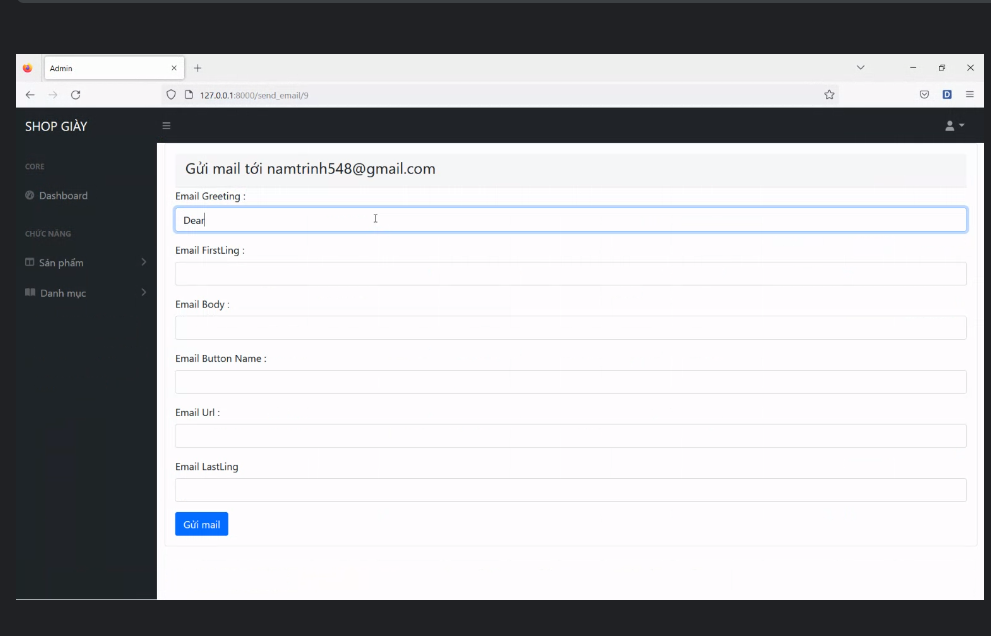 Admin
127.0.0.1:8000/send_email/9
SHOP GIÀY
CORE
Dashboard
CHỨC NĂNG
Sản phẩm
Danh mục
Gửi mail tới namtrinh548@gmail.com
Email Greeting :
Dear
Email FirstLing :
Email Body :
Email Button Name :
Email Url :
Email LastLing
Gửi mail